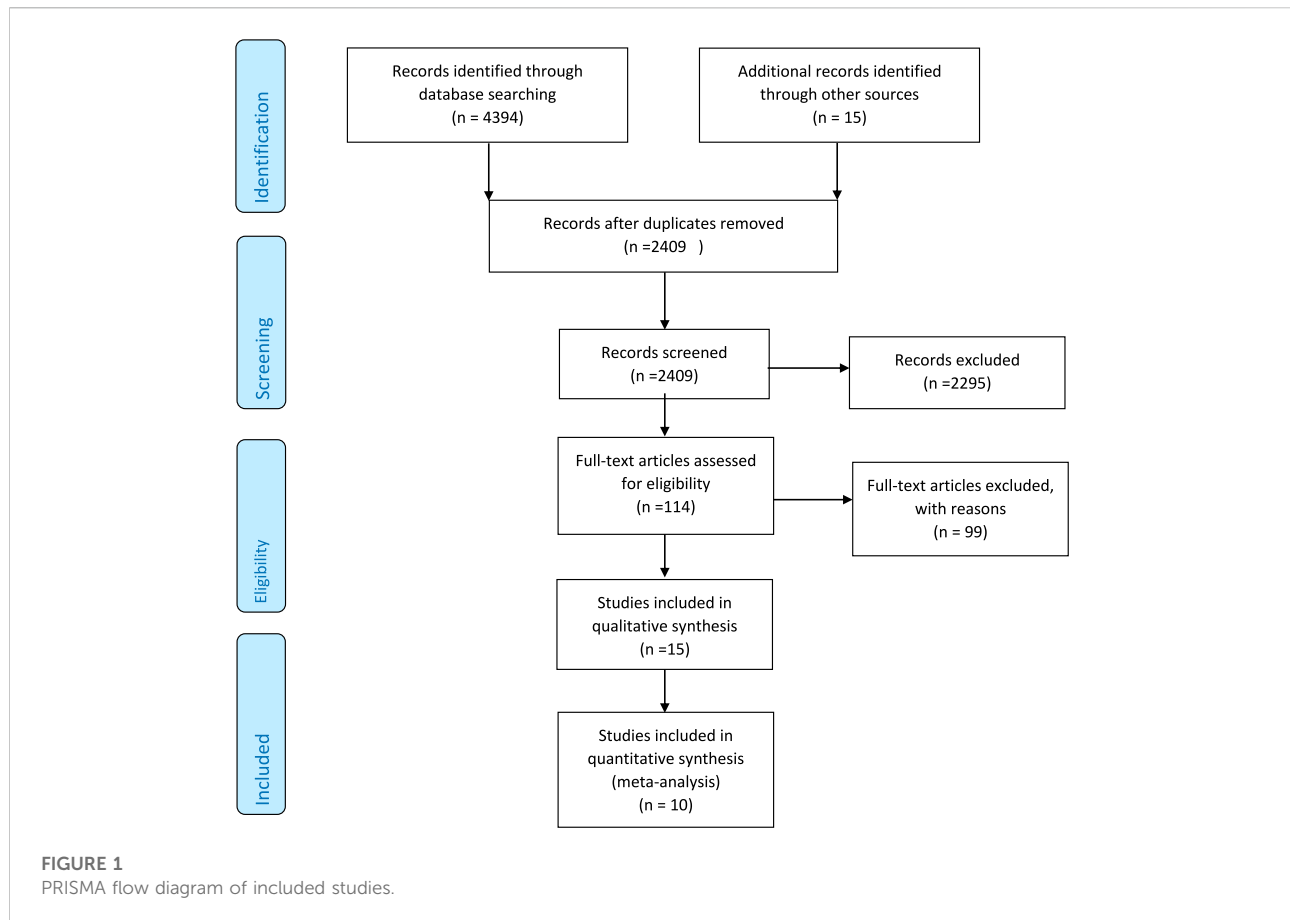 Identification
Records identified through
database searching
(n = 4394)
Additional records identified
through other sources
(n = 15)
Records after duplicates removed
(n =2409   )
Screening
Records screened
(n =2409)
Records excluded
(n =2295)
Eligibility
Full-text articles assessed
for eligibility
(n =114)
Full-text articles excluded,
with reasons
(n = 99)
Studies included in
qualitative synthesis
(n =15)
Included
Studies included in
quantitative synthesis
(meta-analysis)
(n = 10)
FIGURE 1
PRISMA flow diagram of included studies.